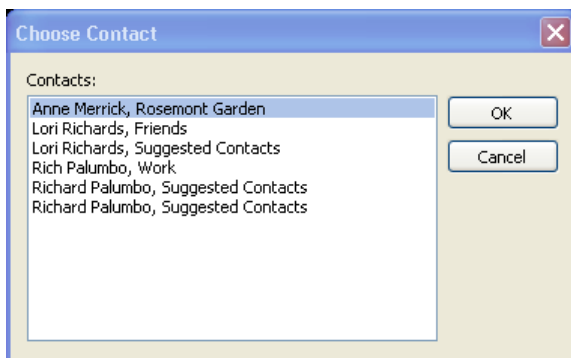 Choose Contact
Contacts:
Anne Merrick, Rosemont Garden
Lori Richards, Friends
Lori Richards, Suggested Contacts
Rich Palumbo, Work
Richard Palumbo, Suggested Contacts
Richard Palumbo, Suggested Contacts
OK
Cancel